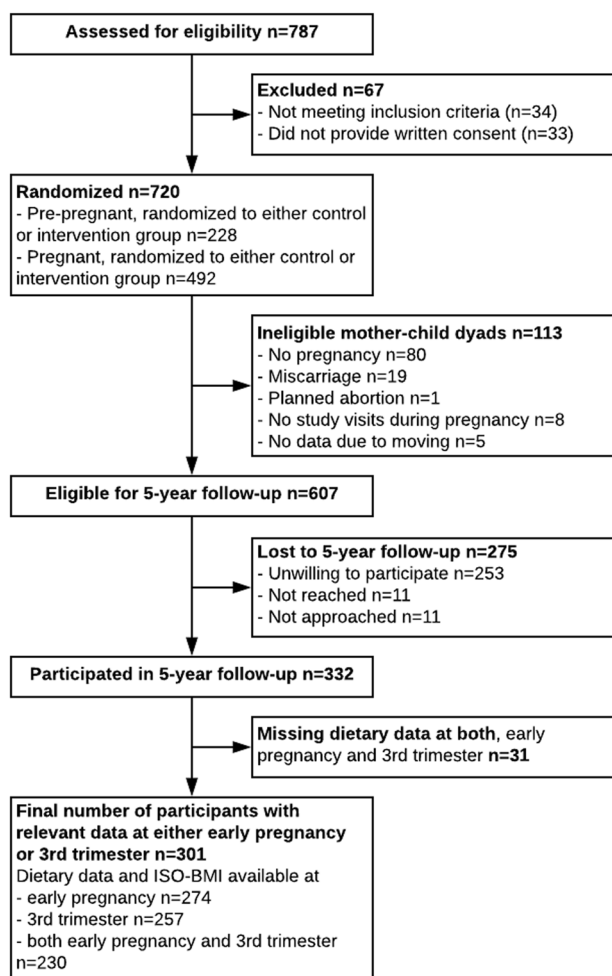 Assessed for eligibility n=787
Excluded n=67
- Not meeting inclusion criteria (n=34)
- Did not provide written consent (n=33)
Randomized n=720
- Pre-pregnant, randomized to either control
or intervention group n=228
- Pregnant, randomized to either control or
intervention group n=492
Ineligible mother-child dyads n=113
- No pregnancy n=80
- Miscarriage n=19
- Planned abortion n=1
- No study visits during pregnancy n=8
- No data due to moving n=5
Eligible for 5-year follow-up n=607
Lost to 5-year follow-up n=275
- Unwilling to participate n=253
- Not reached n=11
- Not approached n=11
Participated in 5-year follow-up n=332
Missing dietary data at both, early
pregnancy and 3rd trimester n=31
Final number of participants with
relevant data at either early pregnancy
or 3rd trimester n=301
Dietary data and ISO-BMI available at
- early pregnancy n=274
- 3rd trimester n=257
- both early pregnancy and 3rd trimester
n=230